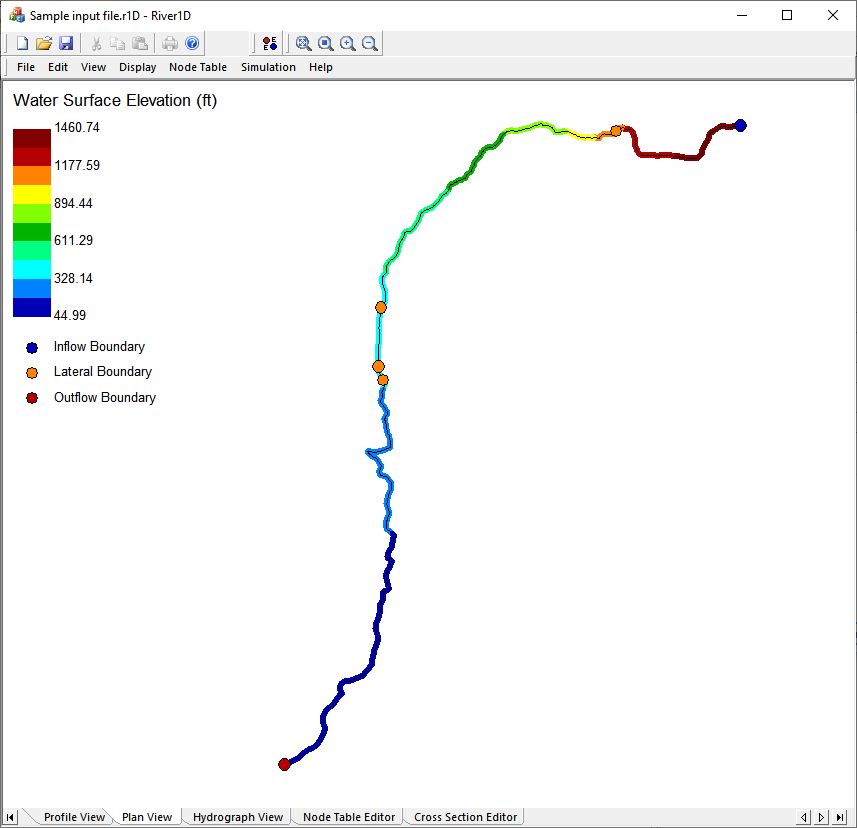 Sample input file.r1D - River1D
File Edit View Display Node Table Simulation Help
Water Surface Elevation (ft)
1460.74
1177.59
894.44
611.29
328.14
44.99
Inflow Boundary
Lateral Boundary
Outflow Boundary
Profile View Plan View Hydrograph View Node Table Editor Cross Section Editor